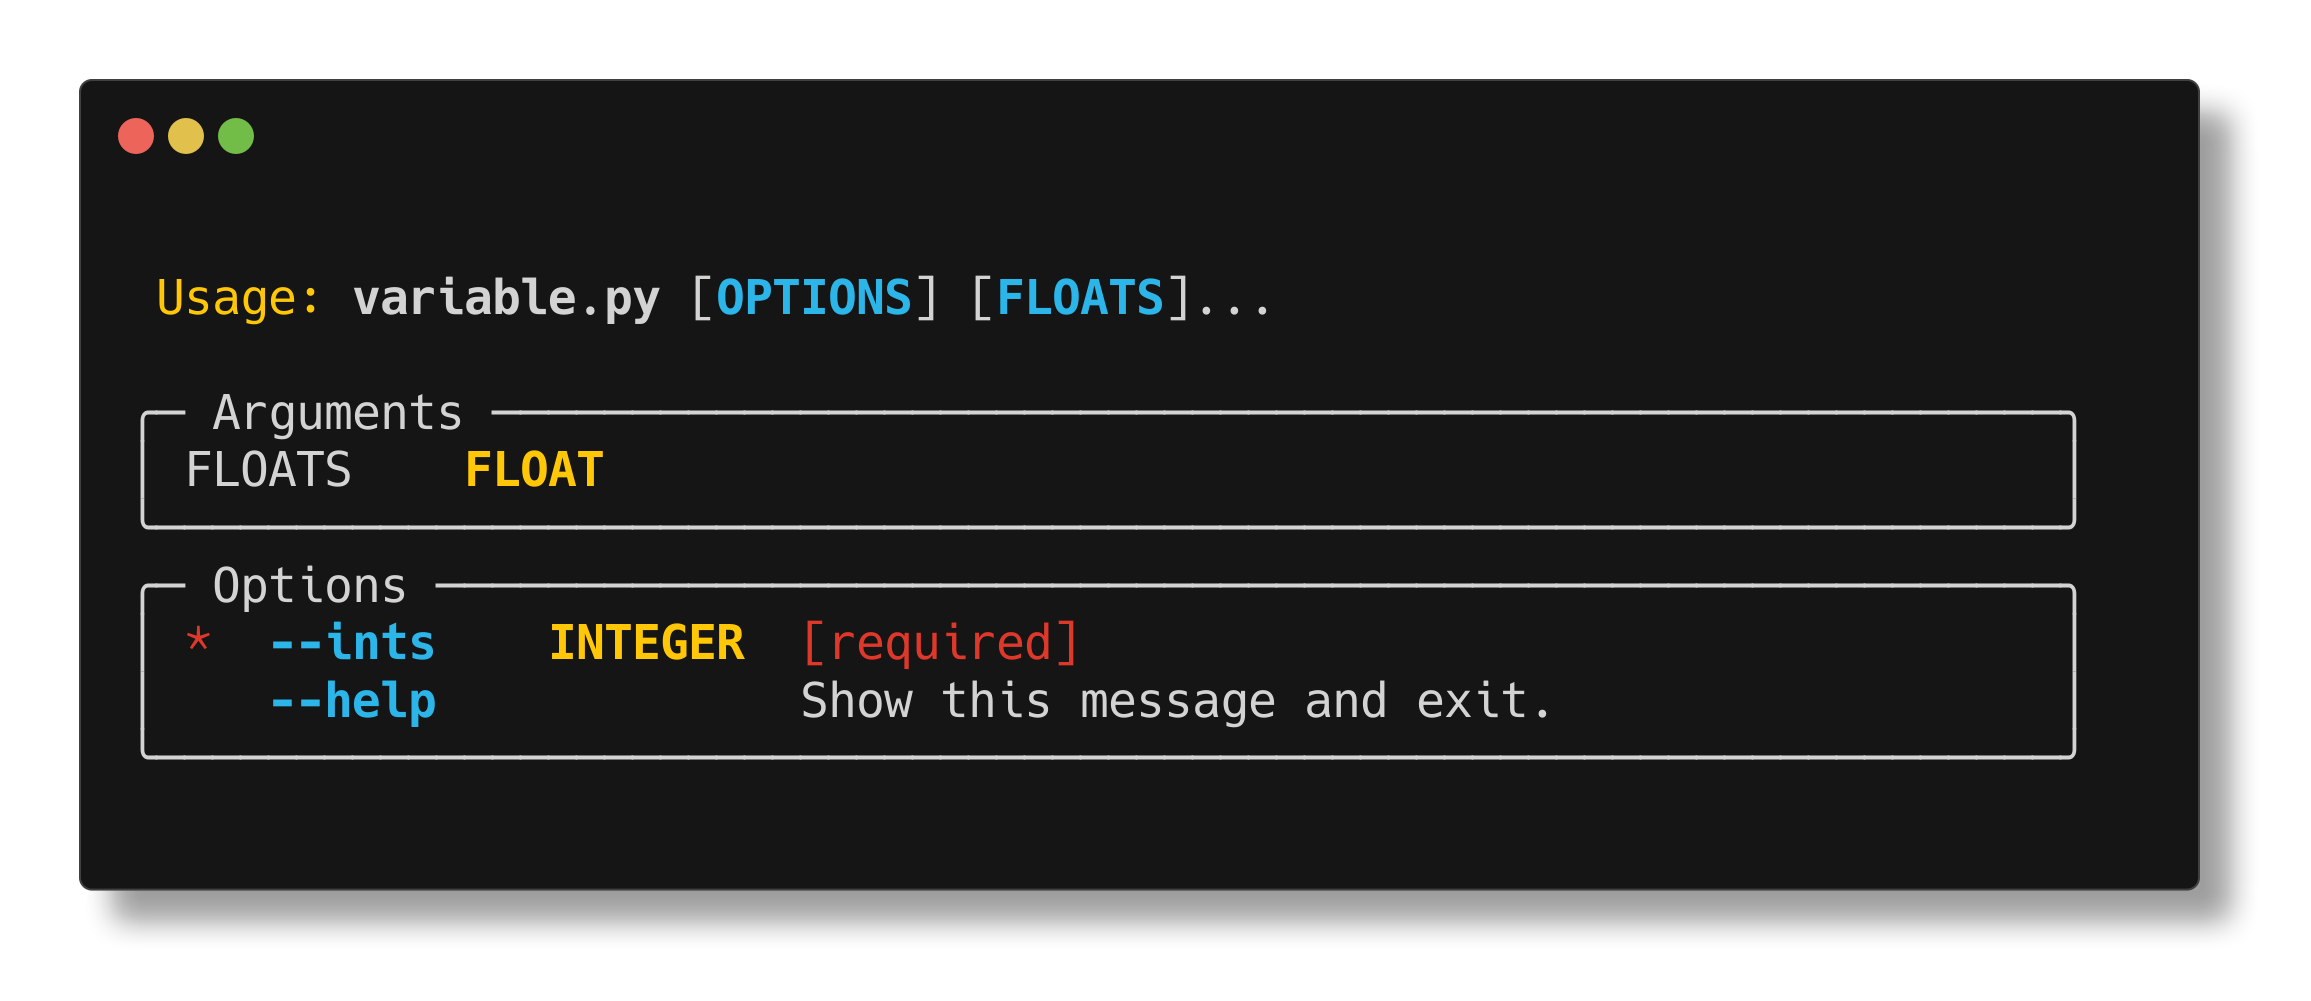 Usage: variable.py [OPTIONS] [FLOATS]...
Arguments
FLOATS FLOAT
Options
* --ints INTEGER [required]
--help Show this message and exit.